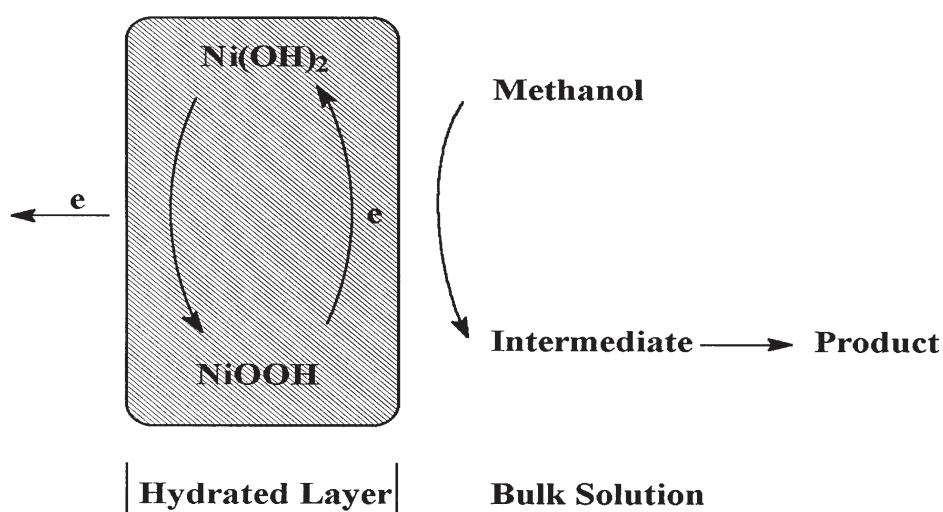 Ni(OH)₂
Methanol
e
e
Intermediate
Product
NiOOH
Hydrated Layer
Bulk Solution